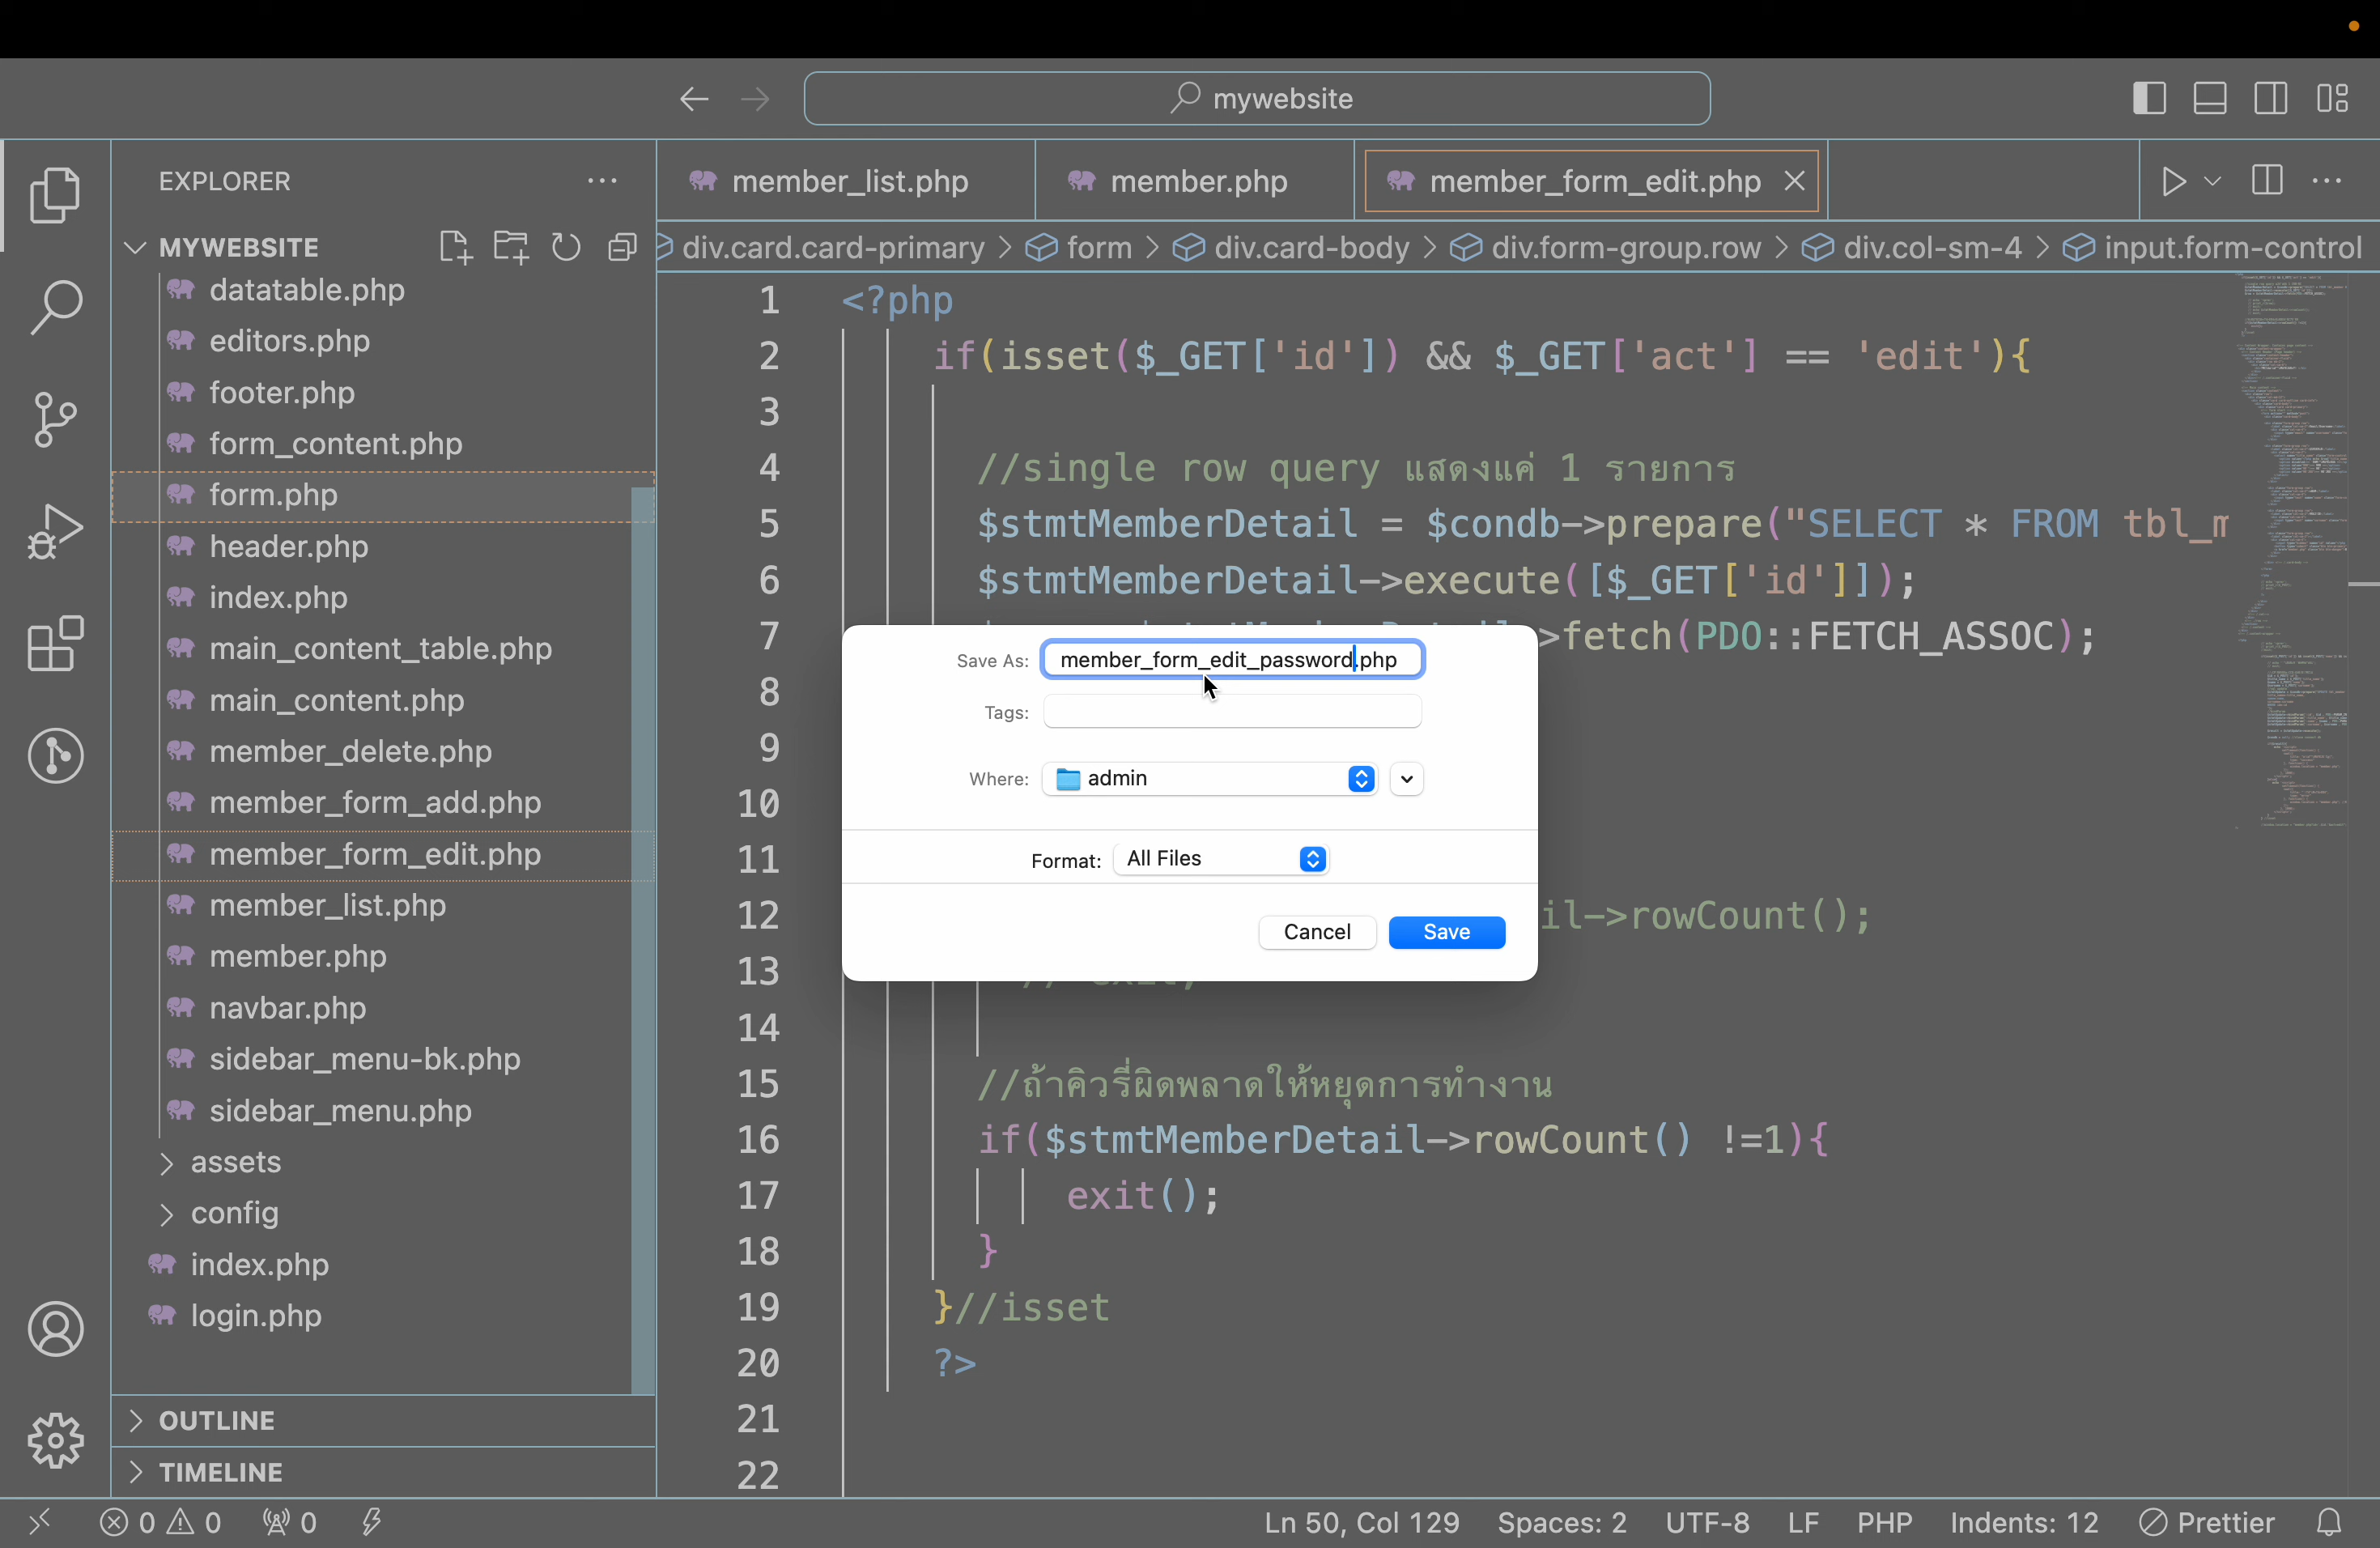 mywebsite
EXPLORER
MYWEBSITE
datatable.php
editors.php
footer.php
form_content.php
form.php
header.php
index.php
main_content_table.php
main_content.php
member_delete.php
member_form_add.php
member_form_edit.php
member_list.php
member.php
navbar.php
sidebar_menu-bk.php
sidebar_menu.php
assets
config
index.php
login.php
OUTLINE
TIMELINE
member_list.php member.php member_form_edit.php
div.card.card-primary > form > div.card-body > div.form-group.row > div.col-sm-4 > input.form-control
1 <?php
2 if(isset($_GET['id']) && $_GET['act'] == 'edit'){
3
4 //single row query แสดงแค่ 1 รายการ
5 $stmtMemberDetail = $condb->prepare("SELECT * FROM tbl_m
6 $stmtMemberDetail->execute([$_GET['id']]);
7 >fetch(PDO::FETCH_ASSOC);
8
9
10
11
12 il->rowCount();
13 // exit;
14
15 //ถ้าคิวรี่ผิดพลาดให้หยุดการทำงาน
16 if($stmtMemberDetail->rowCount() !=1){
17 exit();
18 }
19 }//isset
20 ?>
21
22
Save As: member_form_edit_password.php
Tags:
Where: admin
Format: All Files
Cancel Save
0 0 0 Ln 50, Col 129 Spaces: 2 UTF-8 LF PHP Indents: 12 Prettier